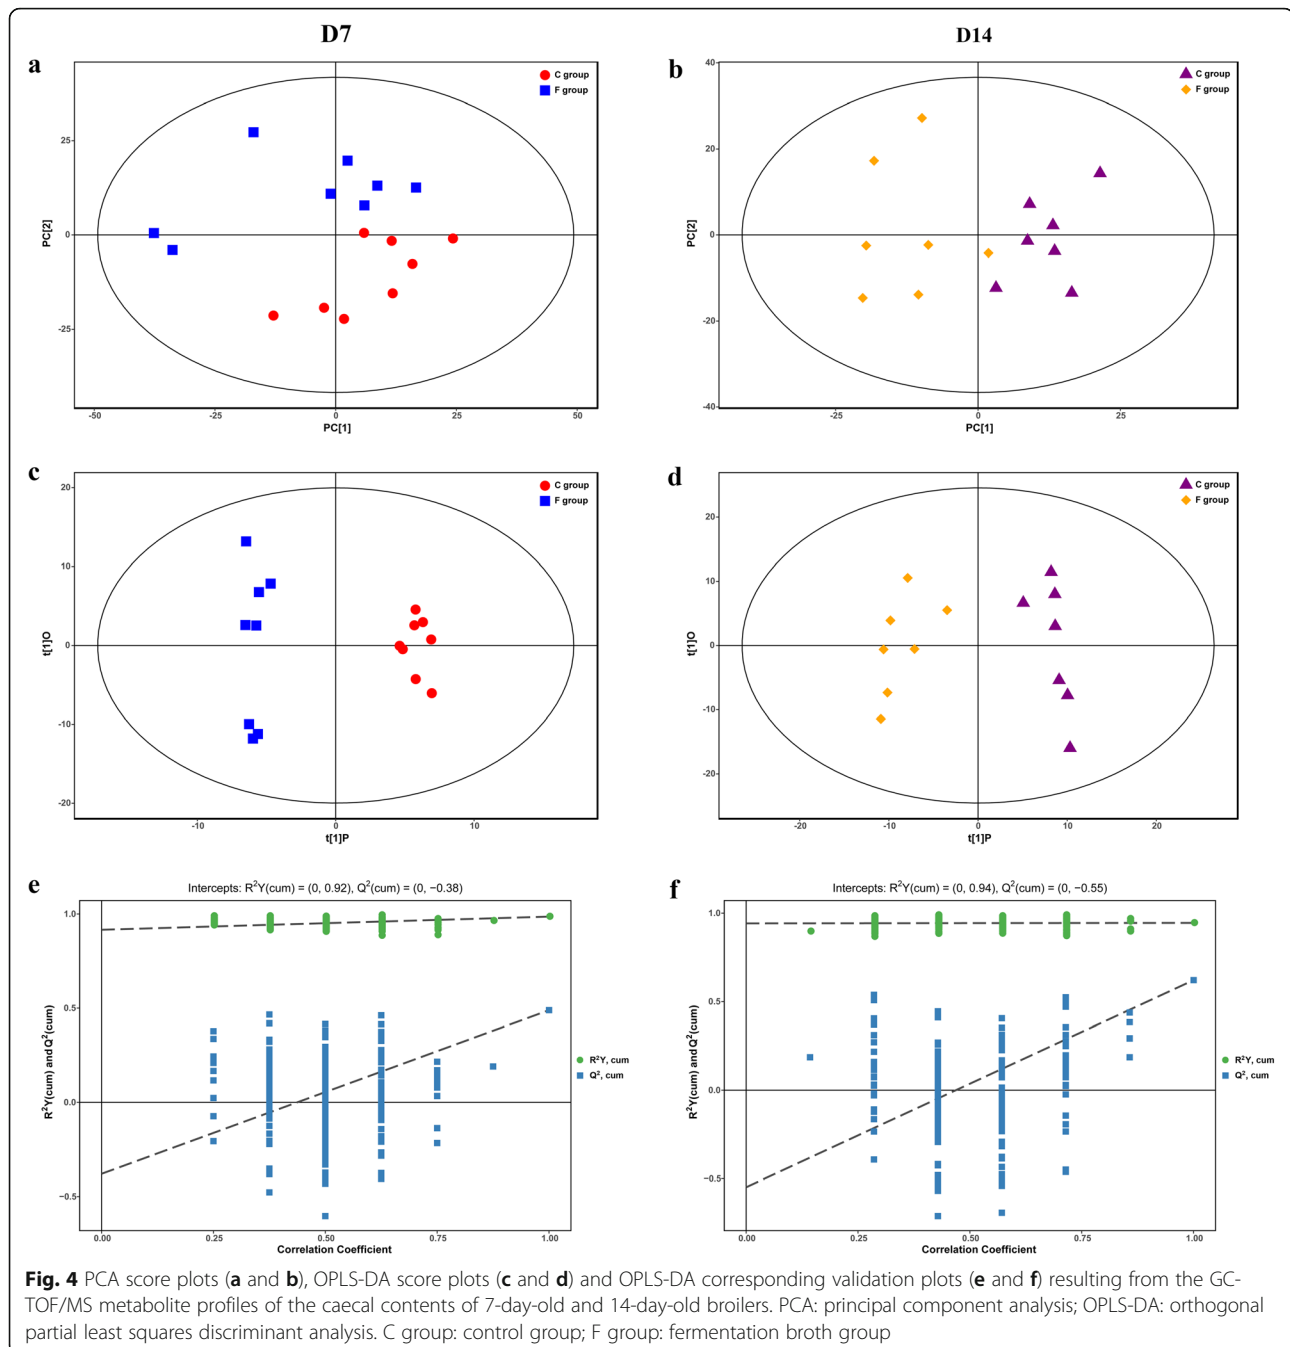 D7
D14
a
C group
F group
25
0
-25
PC[2]
-50
-25
0
25
50
PC[1]
b
C group
F group
40
20
0
-20
-40
PC[2]
0
25
PC[1]
c
C group
F group
20
10
0
-10
-20
t[1]O
-10
0
10
t[1]P
d
C group
F group
20
10
0
-10
-20
t[1]O
-20
-10
0
10
20
t[1]P
e
Intercepts: R²Y(cum) = (0, 0.92), Q²(cum) = (0, −0.38)
1.0
0.5
0.0
−0.5
R²Y(cum) and Q²(cum)
R²Y, cum
Q², cum
0.00
0.25
0.50
0.75
1.00
Correlation Coefficient
f
Intercepts: R²Y(cum) = (0, 0.94), Q²(cum) = (0, −0.55)
1.0
0.5
0.0
−0.5
R²Y(cum) and Q²(cum)
R²Y, cum
Q², cum
0.00
0.25
0.50
0.75
1.00
Correlation Coefficient
Fig. 4 PCA score plots (a and b), OPLS-DA score plots (c and d) and OPLS-DA corresponding validation plots (e and f) resulting from the GC-
TOF/MS metabolite profiles of the caecal contents of 7-day-old and 14-day-old broilers. PCA: principal component analysis; OPLS-DA: orthogonal
partial least squares discriminant analysis. C group: control group; F group: fermentation broth group